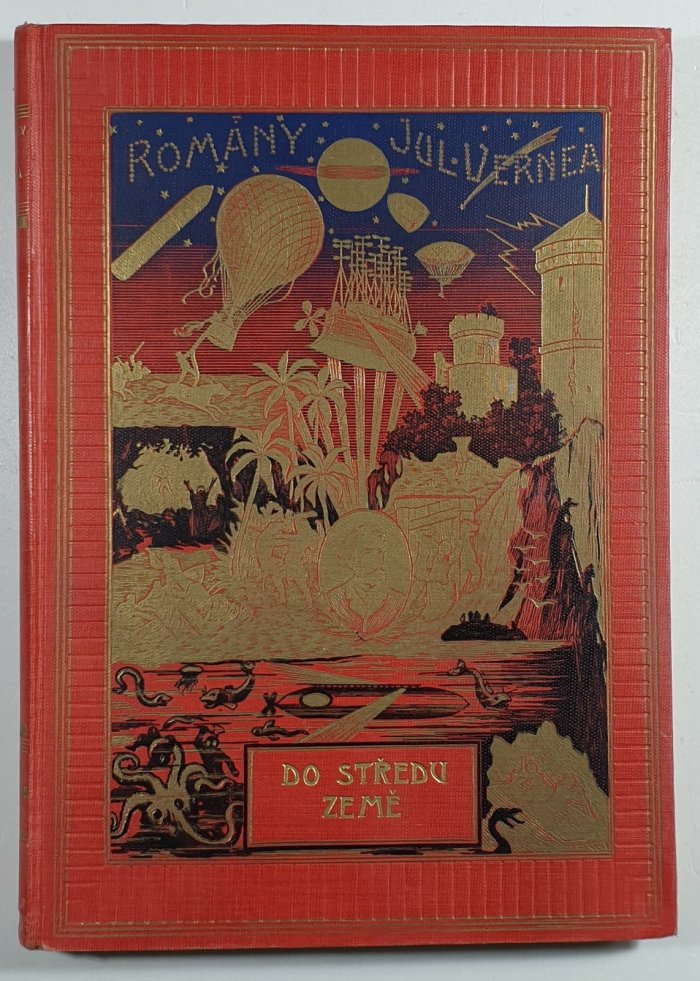 ROMÁNY JUL. VERNEA
DO STŘEDU
ZEMĚ